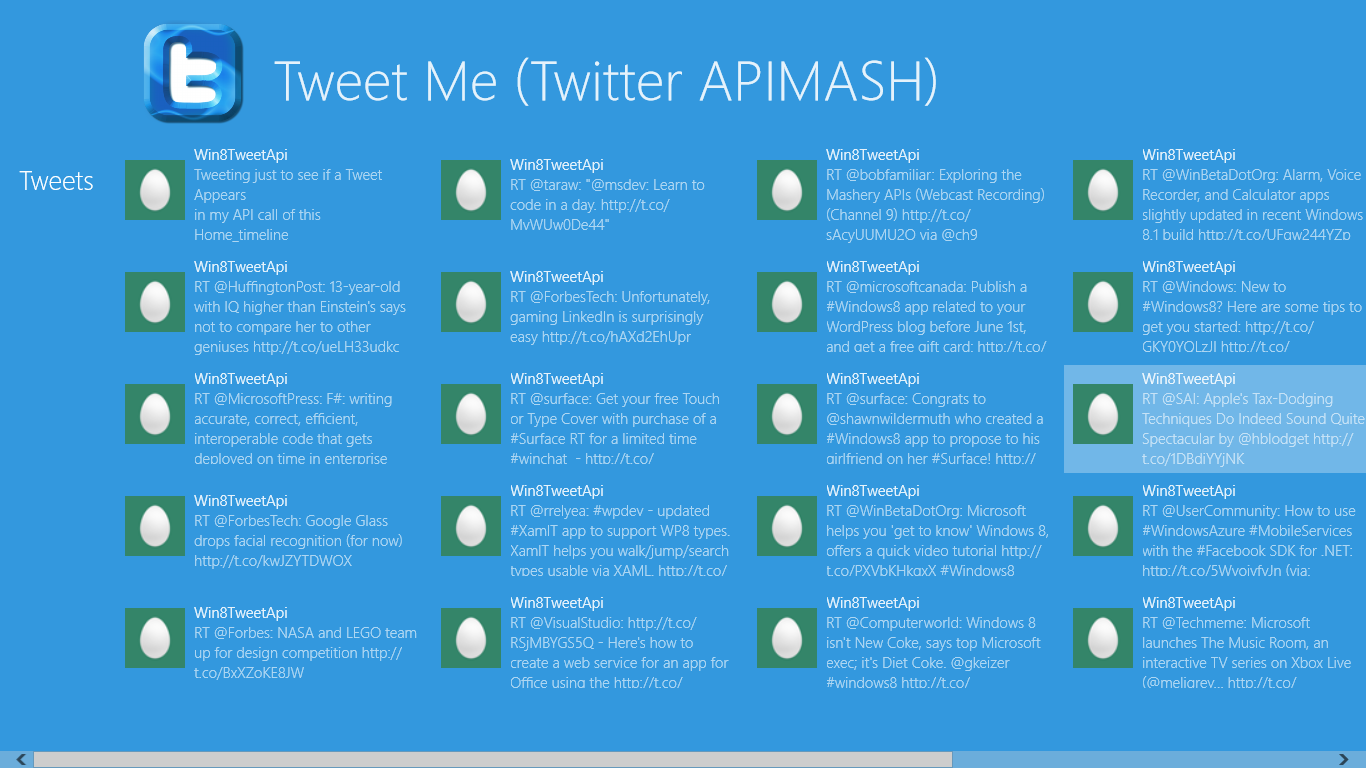 Tweet Me (Twitter APIMASH)
Tweets
Win8TweetApi
Tweeting just to see if a Tweet
Appears
in my API call of this
Home_timeline
Win8TweetApi
RT @HuffingtonPost: 13-year-old
with IQ higher than Einstein's says
not to compare her to other
geniuses http://t.co/ueLH33udkc
Win8TweetApi
RT @MicrosoftPress: F#: writing
accurate, correct, efficient,
interoperable code that gets
deployed on time in enterprise
Win8TweetApi
RT @ForbesTech: Google Glass
drops facial recognition (for now)
http://t.co/kwJZYTDWOX
Win8TweetApi
RT @Forbes: NASA and LEGO team
up for design competition http://
t.co/BxXZoKE8JW
Win8TweetApi
RT @taraw: "@msdev: Learn to
code in a day. http://t.co/
MvWUw0De44"
Win8TweetApi
RT @ForbesTech: Unfortunately,
gaming LinkedIn is surprisingly
easy http://t.co/hAXd2EhUpr
Win8TweetApi
RT @surface: Get your free Touch
or Type Cover with purchase of a
#Surface RT for a limited time
#winchat - http://t.co/
Win8TweetApi
RT @rrelyea: #wpdev - updated
#XamlT app to support WP8 types.
XamlT helps you walk/jump/search
types usable via XAML. http://t.co/
Win8TweetApi
RT @VisualStudio: http://t.co/
RSjMBYGS5Q - Here's how to
create a web service for an app for
Office using the http://t.co/
Win8TweetApi
RT @bobfamiliar: Exploring the
Mashery APIs (Webcast Recording)
(Channel 9) http://t.co/
sAcyUUMU2O via @ch9
Win8TweetApi
RT @microsoftcanada: Publish a
#Windows8 app related to your
WordPress blog before June 1st,
and get a free gift card: http://t.co/
Win8TweetApi
RT @surface: Congrats to
@shawnwildermuth who created a
#Windows8 app to propose to his
girlfriend on her #Surface! http://
Win8TweetApi
RT @WinBetaDotOrg: Microsoft
helps you 'get to know' Windows 8,
offers a quick video tutorial http://
t.co/PXVbKHkqxX #Windows8
Win8TweetApi
RT @Computerworld: Windows 8
isn't New Coke, says top Microsoft
exec; it's Diet Coke. @gkeizer
#windows8 http://t.co/
Win8TweetApi
RT @WinBetaDotOrg: Alarm, Voice
Recorder, and Calculator apps
slightly updated in recent Windows
8.1 build http://t.co/UFqw244YZp
Win8TweetApi
RT @Windows: New to
#Windows8? Here are some tips to
get you started: http://t.co/
GKY0YOLzJI http://t.co/
Win8TweetApi
RT @SAI: Apple's Tax-Dodging
Techniques Do Indeed Sound Quite
Spectacular by @hblodget http://
t.co/1DBdiYYjNK
Win8TweetApi
RT @UserCommunity: How to use
#WindowsAzure #MobileServices
with the #Facebook SDK for .NET:
http://t.co/5WvoivfvJn (via:
Win8TweetApi
RT @Techmeme: Microsoft
launches The Music Room, an
interactive TV series on Xbox Live
(@meligrey... http://t.co/